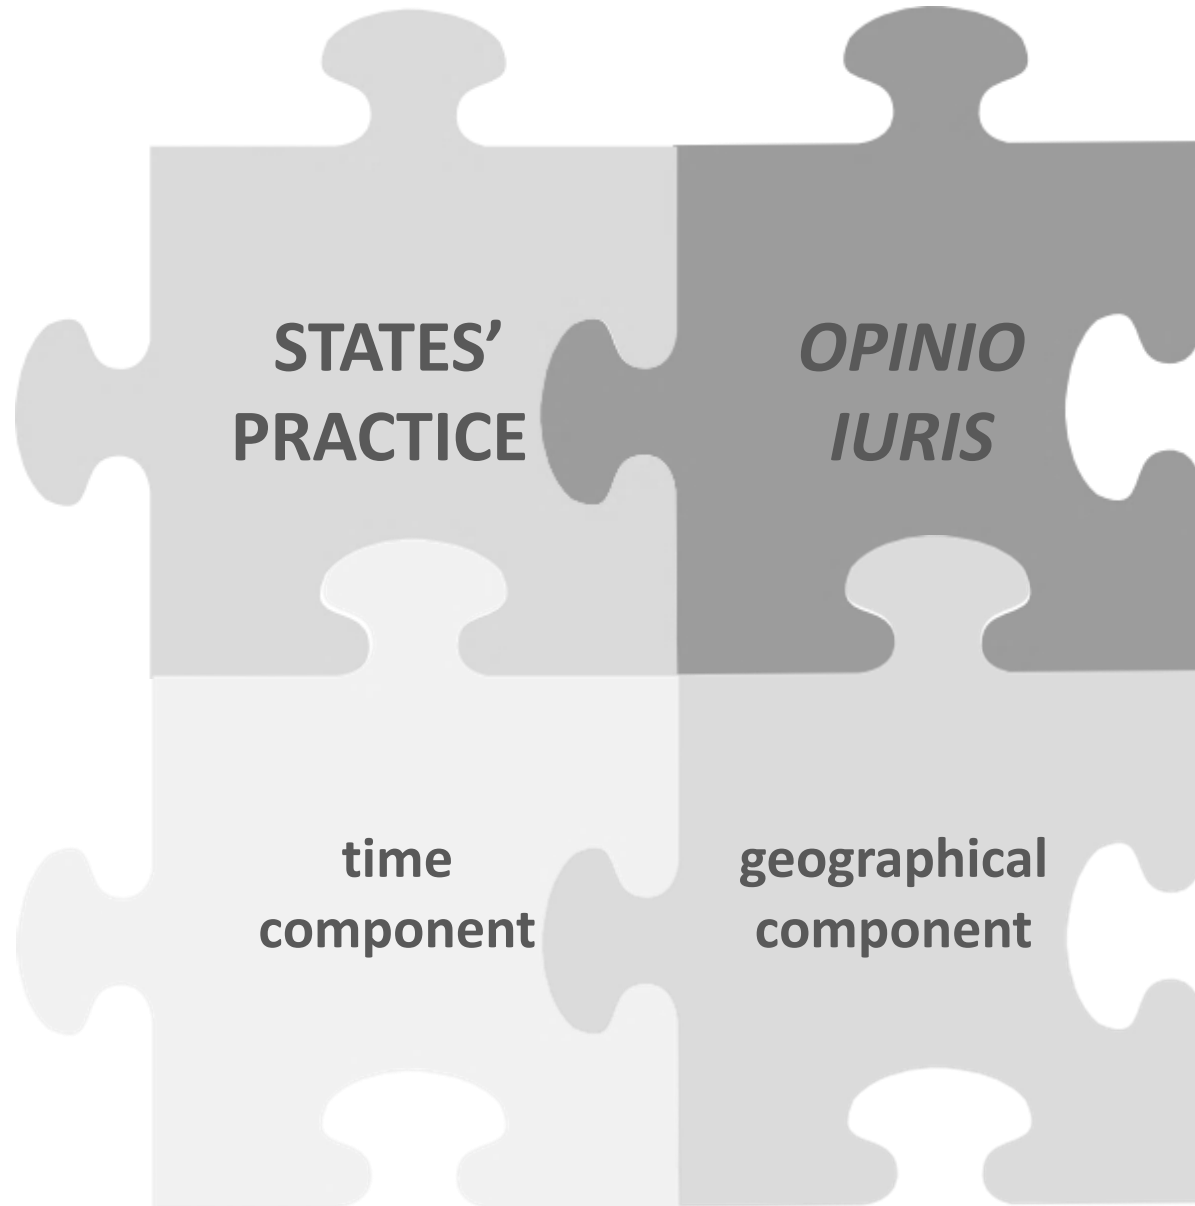 STATES’
PRACTICE
OPINIO
IURIS
time
component
geographical
component